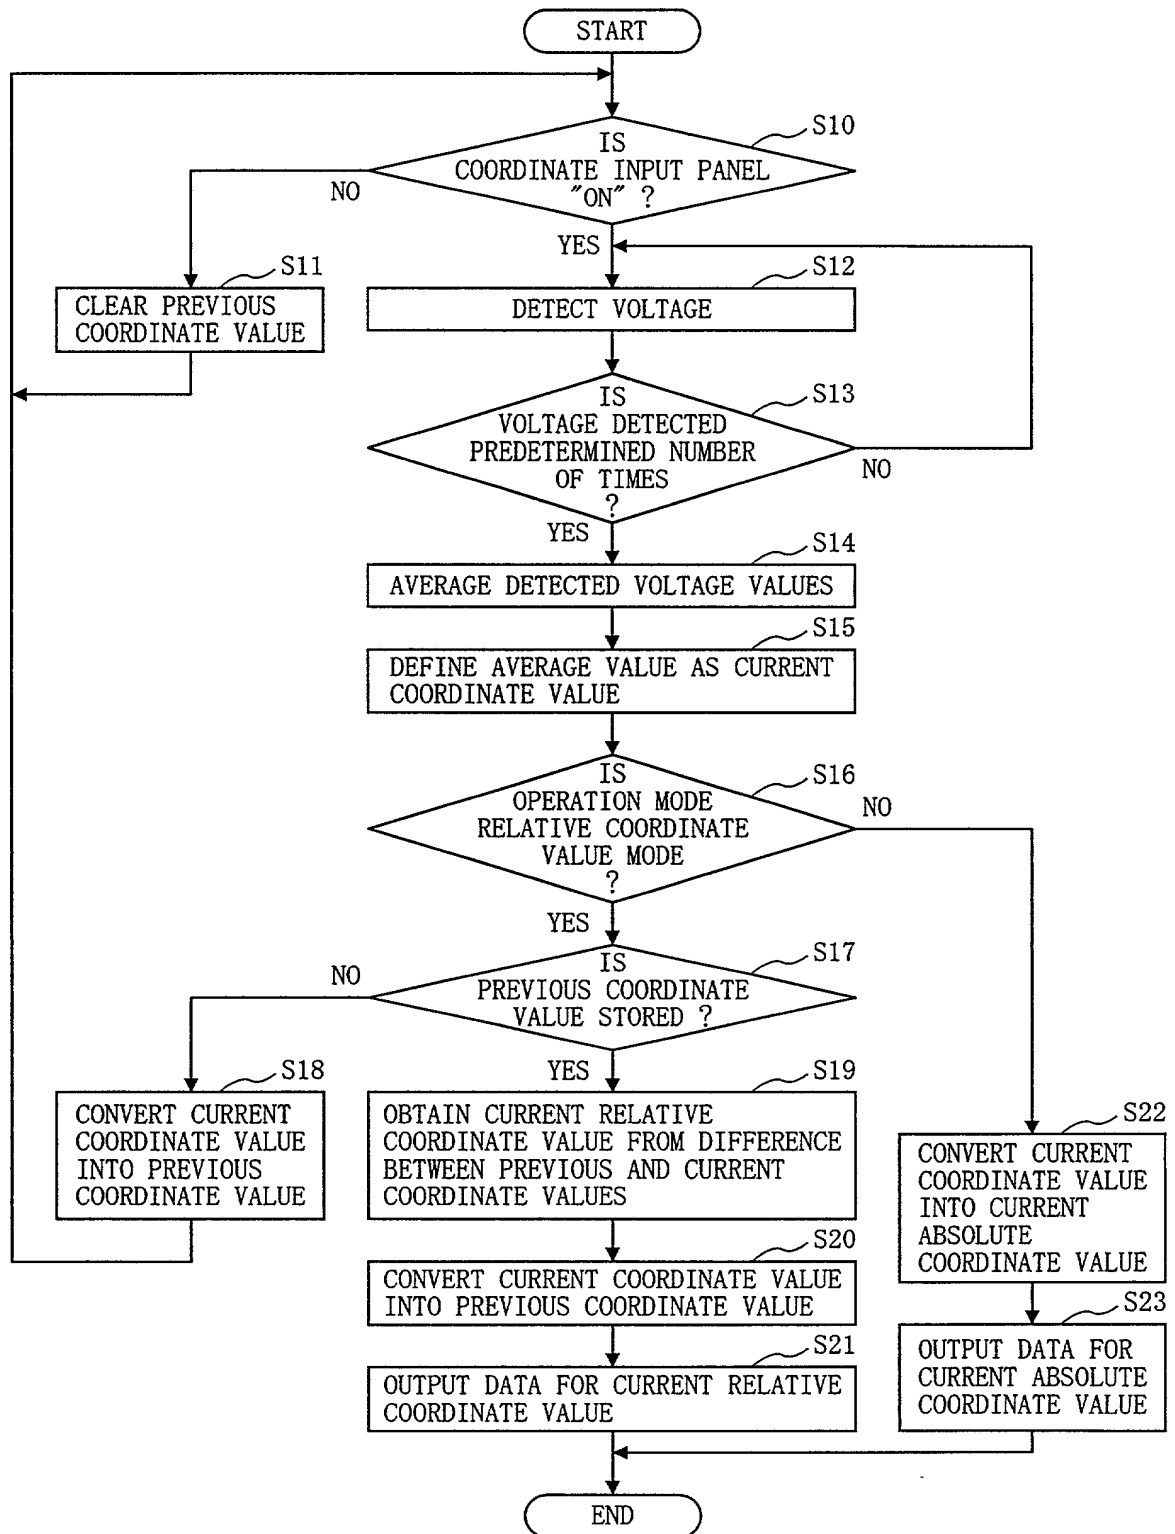 START
S10
IS
COORDINATE INPUT PANEL
"ON" ?
NO
YES
S11
CLEAR PREVIOUS
COORDINATE VALUE
S12
DETECT VOLTAGE
S13
IS
VOLTAGE DETECTED
PREDETERMINED NUMBER
OF TIMES
?
NO
YES
S14
AVERAGE DETECTED VOLTAGE VALUES
S15
DEFINE AVERAGE VALUE AS CURRENT
COORDINATE VALUE
S16
IS
OPERATION MODE
RELATIVE COORDINATE
VALUE MODE
?
NO
YES
S17
IS
PREVIOUS COORDINATE
VALUE STORED ?
NO
YES
S18
CONVERT CURRENT
COORDINATE VALUE
INTO PREVIOUS
COORDINATE VALUE
S19
OBTAIN CURRENT RELATIVE
COORDINATE VALUE FROM DIFFERENCE
BETWEEN PREVIOUS AND CURRENT
COORDINATE VALUES
S20
CONVERT CURRENT COORDINATE VALUE
INTO PREVIOUS COORDINATE VALUE
S21
OUTPUT DATA FOR CURRENT RELATIVE
COORDINATE VALUE
S22
CONVERT CURRENT
COORDINATE VALUE
INTO CURRENT
ABSOLUTE
COORDINATE VALUE
S23
OUTPUT DATA FOR
CURRENT ABSOLUTE
COORDINATE VALUE
END